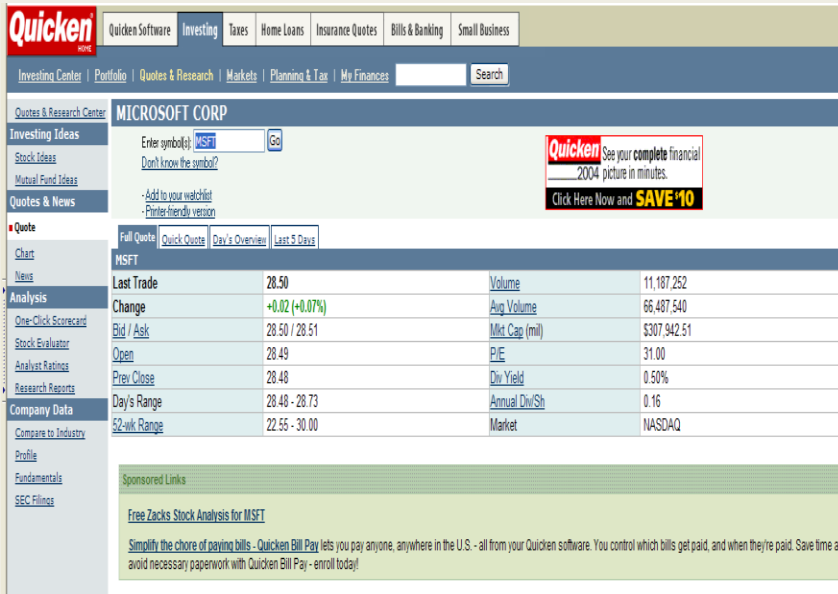 Quicken
HOME
Quicken Software Investing Taxes Home Loans Insurance Quotes Bills & Banking Small Business
Investing Center | Portfolio | Quotes & Research | Markets | Planning & Tax | My Finances Search
Quotes & Research Center
Investing Ideas
Stock Ideas
Mutual Fund Ideas
Quotes & News
Quote
Chart
News
Analysis
One-Click Scorecard
Stock Evaluator
Analyst Ratings
Research Reports
Company Data
Compare to Industry
Profile
Fundamentals
SEC Filings
MICROSOFT CORP
Enter symbol(s): MSFT Go
Don't know the symbol?
- Add to your watchlist
- Printer-friendly version
Quicken See your complete financial
2004 picture in minutes.
Click Here Now and SAVE $10
Full Quote Quick Quote Day's Overview Last 5 Days
MSFT
Last Trade 28.50 Volume 11,187,252
Change +0.02 (+0.07%) Avg Volume 66,487,540
Bid / Ask 28.50 / 28.51 Mkt Cap (mil) $307,942.51
Open 28.49 P/E 31.00
Prev Close 28.48 Div Yield 0.50%
Day's Range 28.48 - 28.73 Annual Div/Sh 0.16
52-wk Range 22.55 - 30.00 Market NASDAQ
Sponsored Links
Free Zacks Stock Analysis for MSFT
Simplify the chore of paying bills - Quicken Bill Pay lets you pay anyone, anywhere in the U.S. - all from your Quicken software. You control which bills get paid, and when they're paid. Save time a
avoid necessary paperwork with Quicken Bill Pay - enroll today!